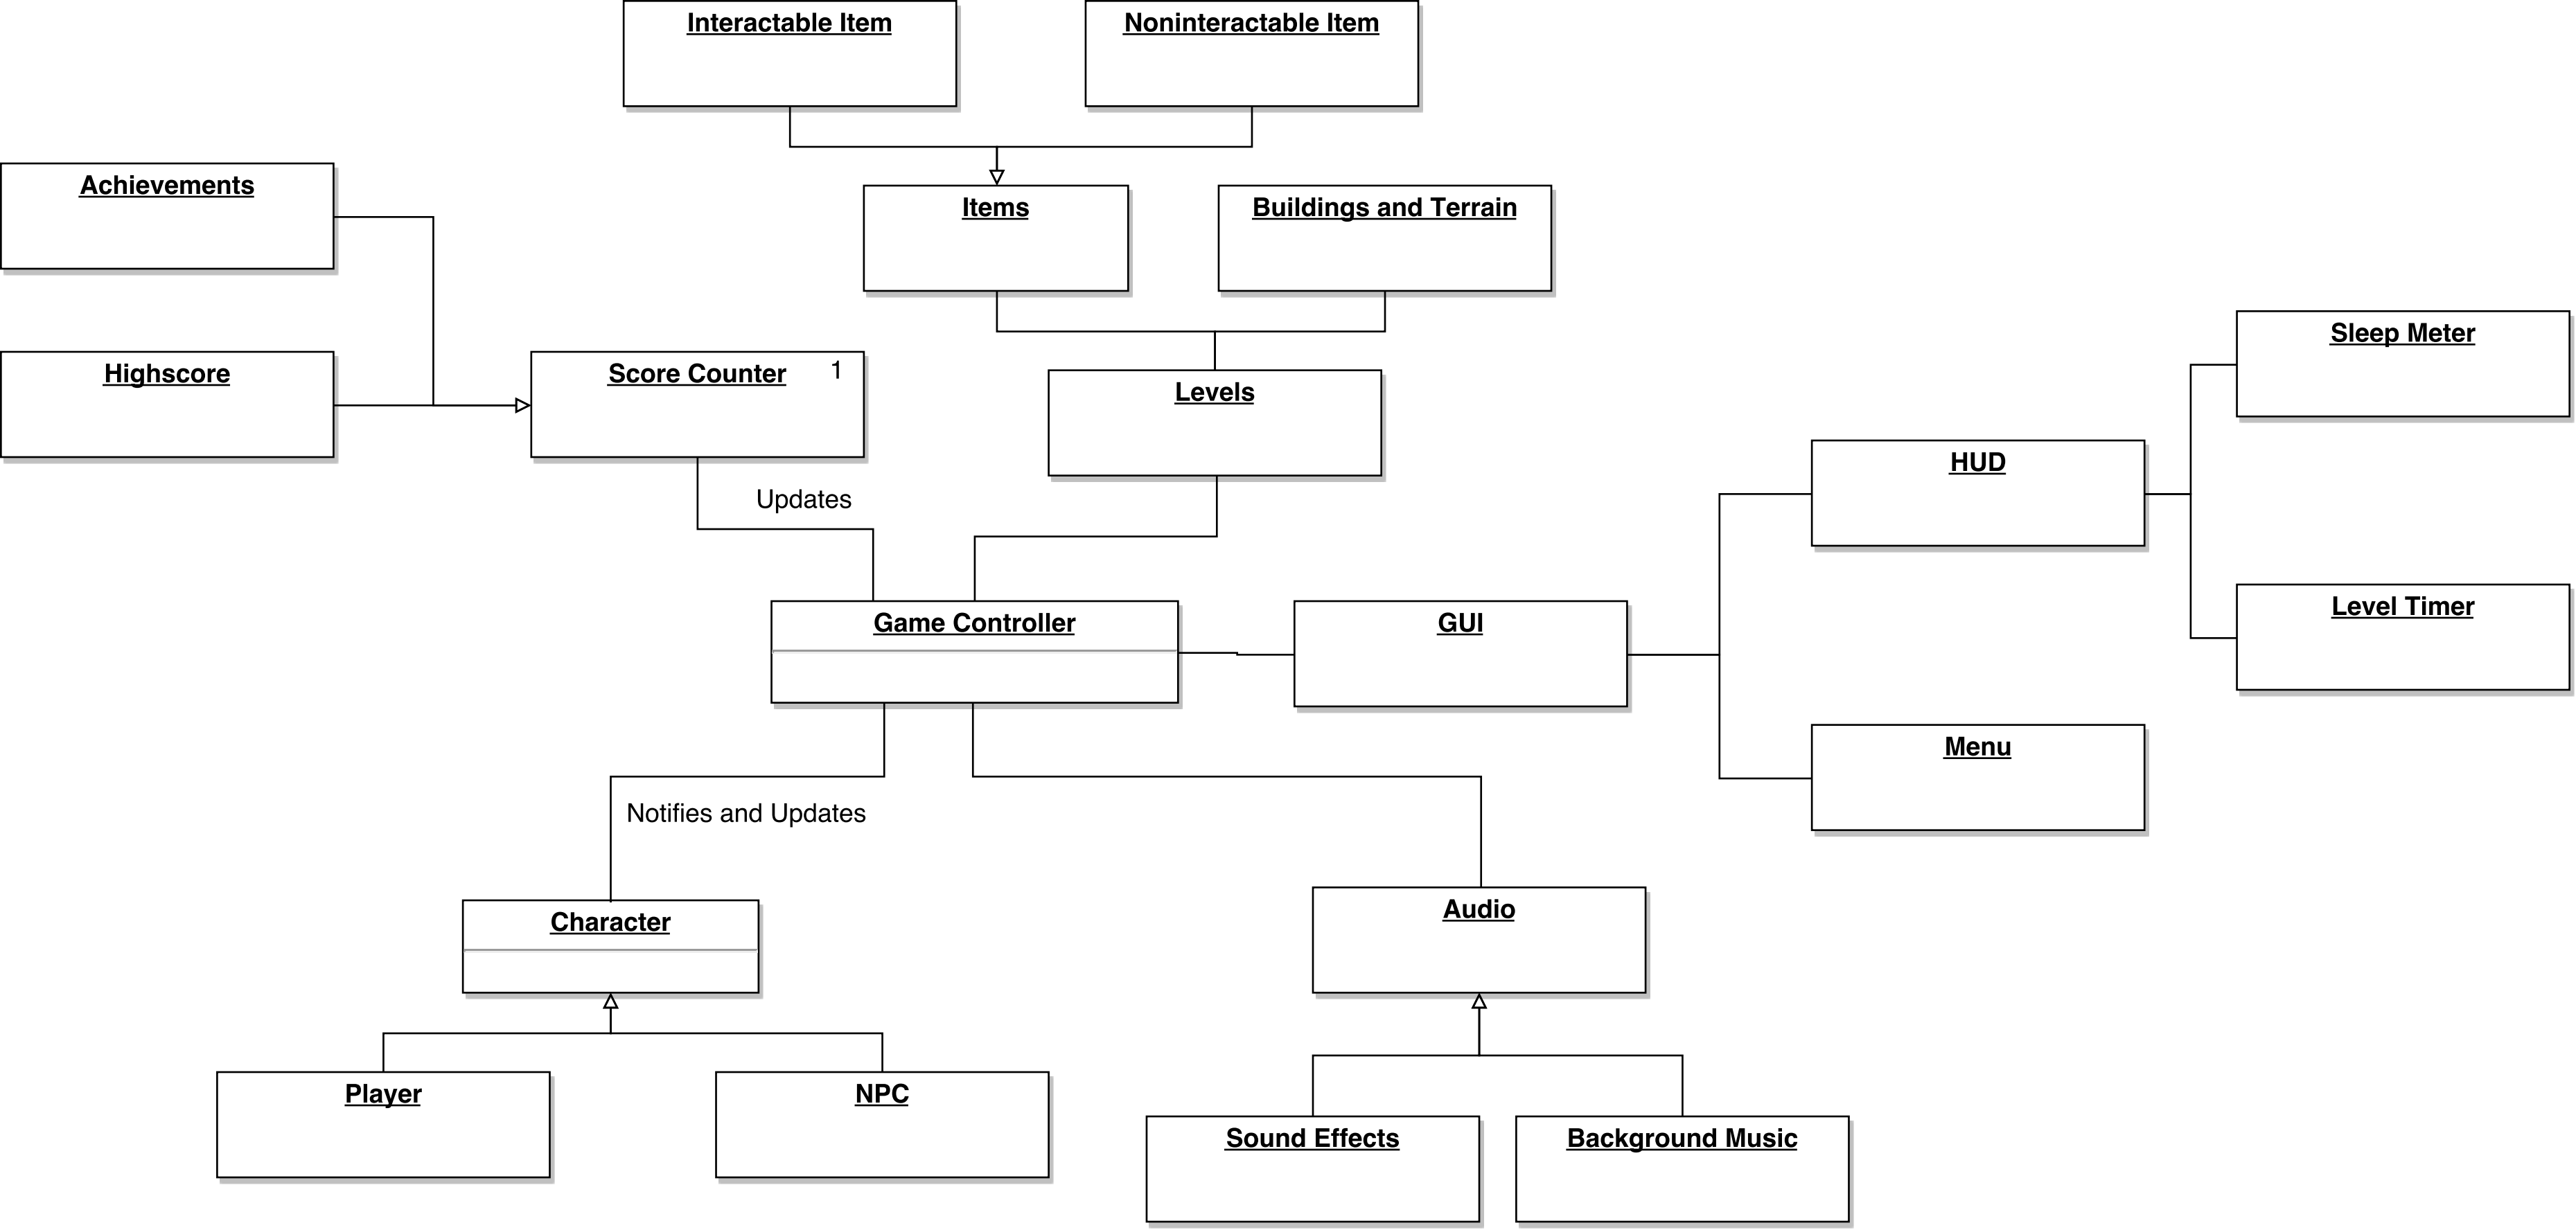 Interactable Item
Noninteractable Item
Achievements
Items
Buildings and Terrain
Highscore
Score Counter 1
Levels
Sleep Meter
HUD
Updates
Level Timer
Game Controller
GUI
Menu
Notifies and Updates
Character
Audio
Player
NPC
Sound Effects
Background Music